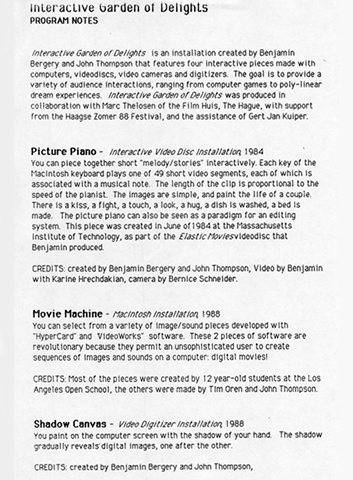 Interactive Garden of Delights
PROGRAM NOTES
Interactive Garden of Delights is an installation created by Benjamin
Bergery and John Thompson that features four interactive pieces made with
computers, videodiscs, video cameras and digitizers. The goal is to provide a
variety of audience interactions, ranging from computer games to poly-linear
dream experiences. Interactive Garden of Delights was produced in
collaboration with Marc Thelosen of the Film Huis, The Hague, with support
from the Haagse Zomer 88 Festival, and the assistance of Gert Jan Kuiper.
Picture Piano - Interactive Video Disc Installation, 1984
You can piece together short "melody/stories" interactively. Each key of the
Macintosh keyboard plays one of 49 short video segments, each of which is
associated with a musical note. The length of the clip is proportional to the
speed of the pianist. The images are simple, and paint the life of a couple.
There is a kiss, a fight, a touch, a look, a hug, a dish is washed, a bed is
made. The picture piano can also be seen as a paradigm for an editing
system. This piece was created in June of 1984 at the Massachusetts
Institute of Technology, as part of the Elastic Movies videodisc that
Benjamin produced.
CREDITS: created by Benjamin Bergery and John Thompson, Video by Benjamin
with Karine Hrechdakian, camera by Bernice Schneider.
Movie Machine - Macintosh Installation, 1988
You can select from a variety of image/sound pieces developed with
"HyperCard" and VideoWorks" software. These 2 pieces of software are
revolutionary because they permit an unsophisticated user to create
sequences of images and sounds on a computer: digital movies!
CREDITS: Most of the pieces were created by 12 year-old students at the Los
Angeles Open School, the others were made by Tim Oren and John Thompson.
Shadow Canvas - Video Digitizer Installation, 1988
You paint on the computer screen with the shadow of your hand. The shadow
gradually reveals digital images, one after the other.
CREDITS: created by Benjamin Bergery and John Thompson,